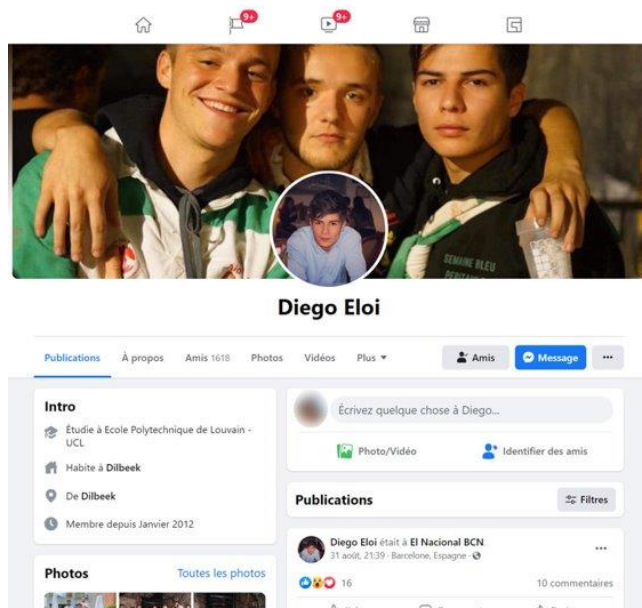 9+
9+
SEMAINE BLEU
Diego Eloi
Publications À propos Amis 1618 Photos Vidéos Plus
Amis Message
Intro
Étudie à Ecole Polytechnique de Louvain -
UCL
Habite à Dilbeek
De Dilbeek
Membre depuis Janvier 2012
Photos Toutes les photos
Écrivez quelque chose à Diego...
Photo/Vidéo Identifier des amis
Publications Filtres
Diego Eloi était à El Nacional BCN.
31 août, 21:39 · Barcelone, Espagne ·
16 10 commentaires